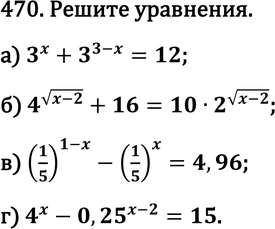 470. Решите уравнения.
а) 3^x + 3^{3−x} = 12;
б) 4^{√(x−2)} + 16 = 10 · 2^{√(x−2)};
в) (1/5)^{1−x} − (1/5)^x = 4,96;
г) 4^x − 0,25^{x−2} = 15.